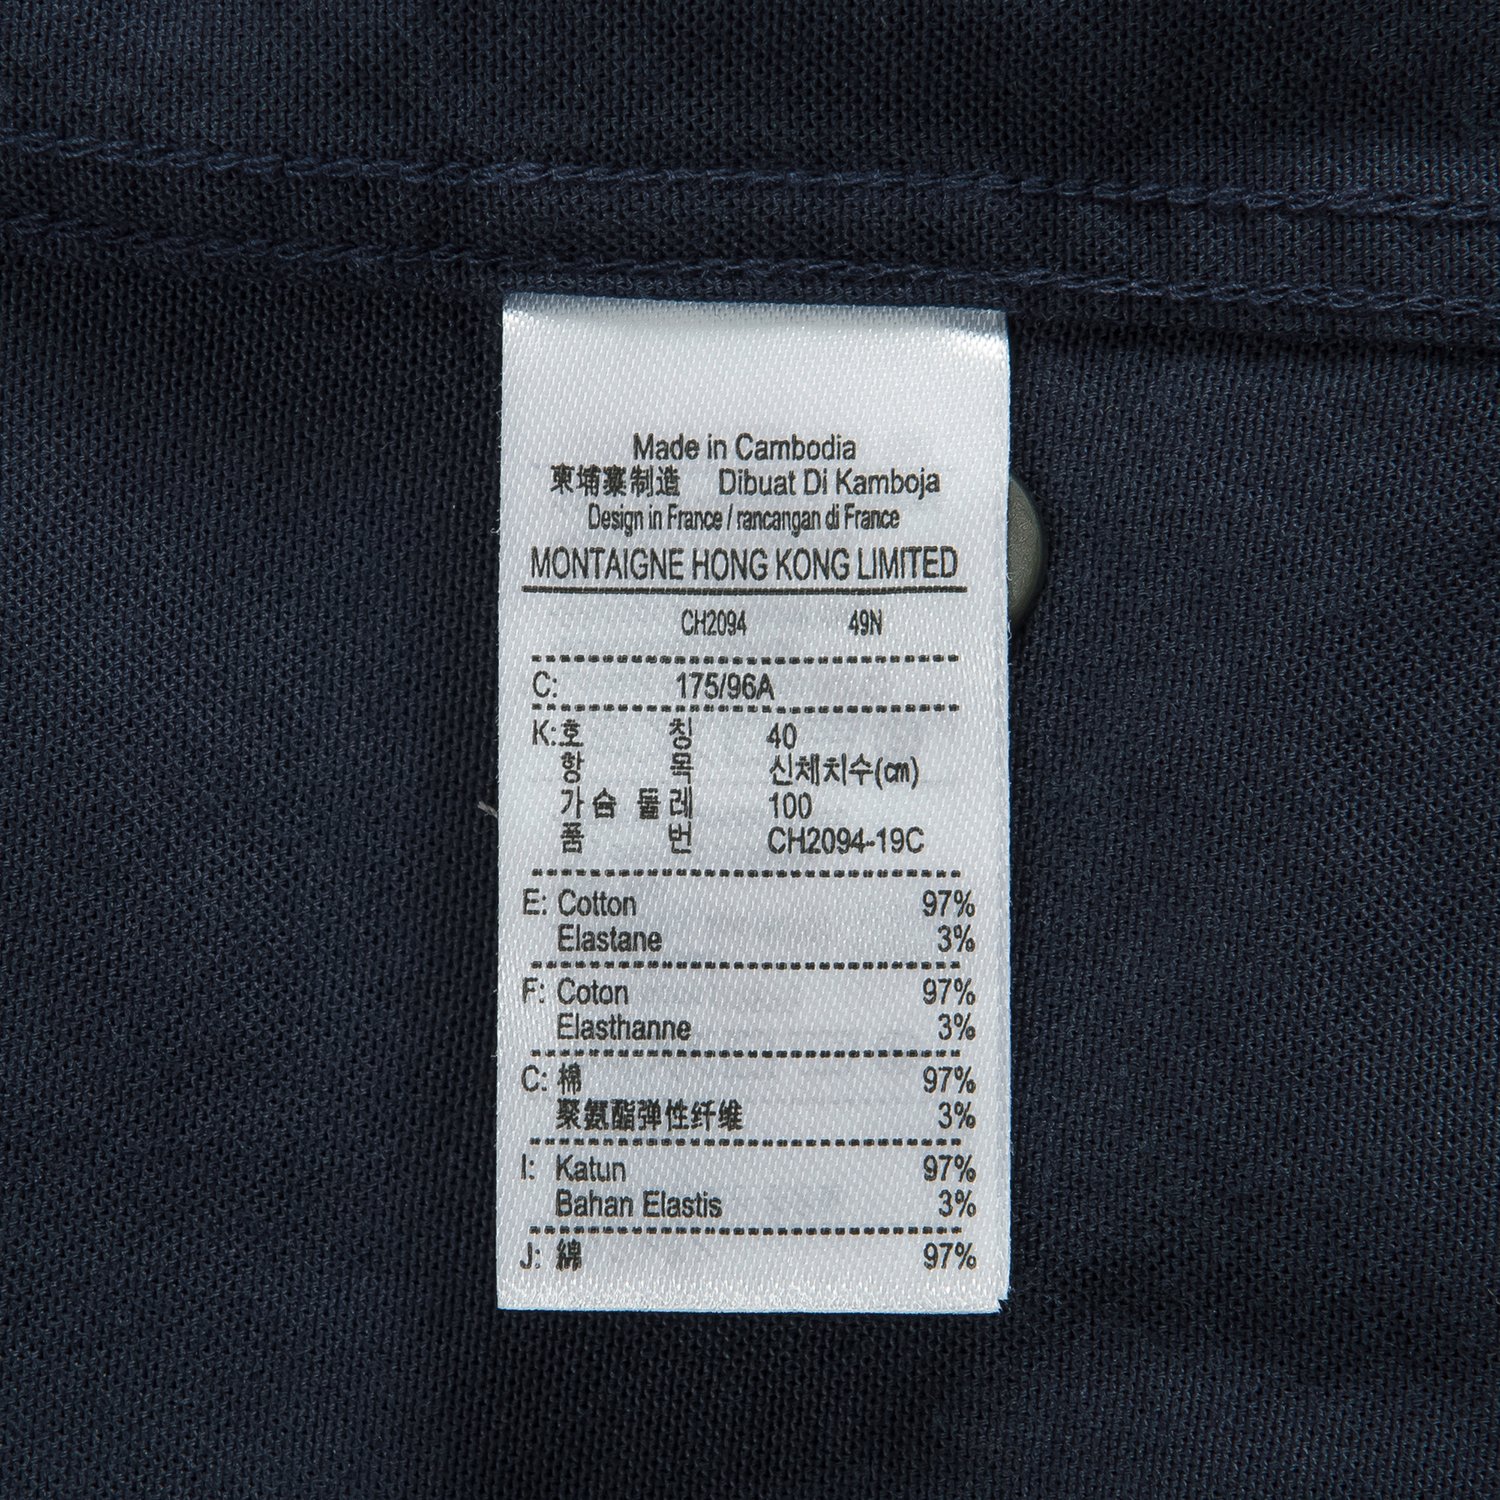 Made in Cambodia
柬埔寨制造 Dibuat Di Kamboja
Design in France / rancangan di France
MONTAIGNE HONG KONG LIMITED
CH2094 49N
C: 175/96A
K:호 칭 40
항 목 신체치수(㎝)
가슴 둘레 100
품 번 CH2094-19C
E: Cotton 97%
Elastane 3%
F: Coton 97%
Elasthanne 3%
C: 棉 97%
聚氨酯弹性纤维 3%
I: Katun 97%
Bahan Elastis 3%
J: 綿 97%